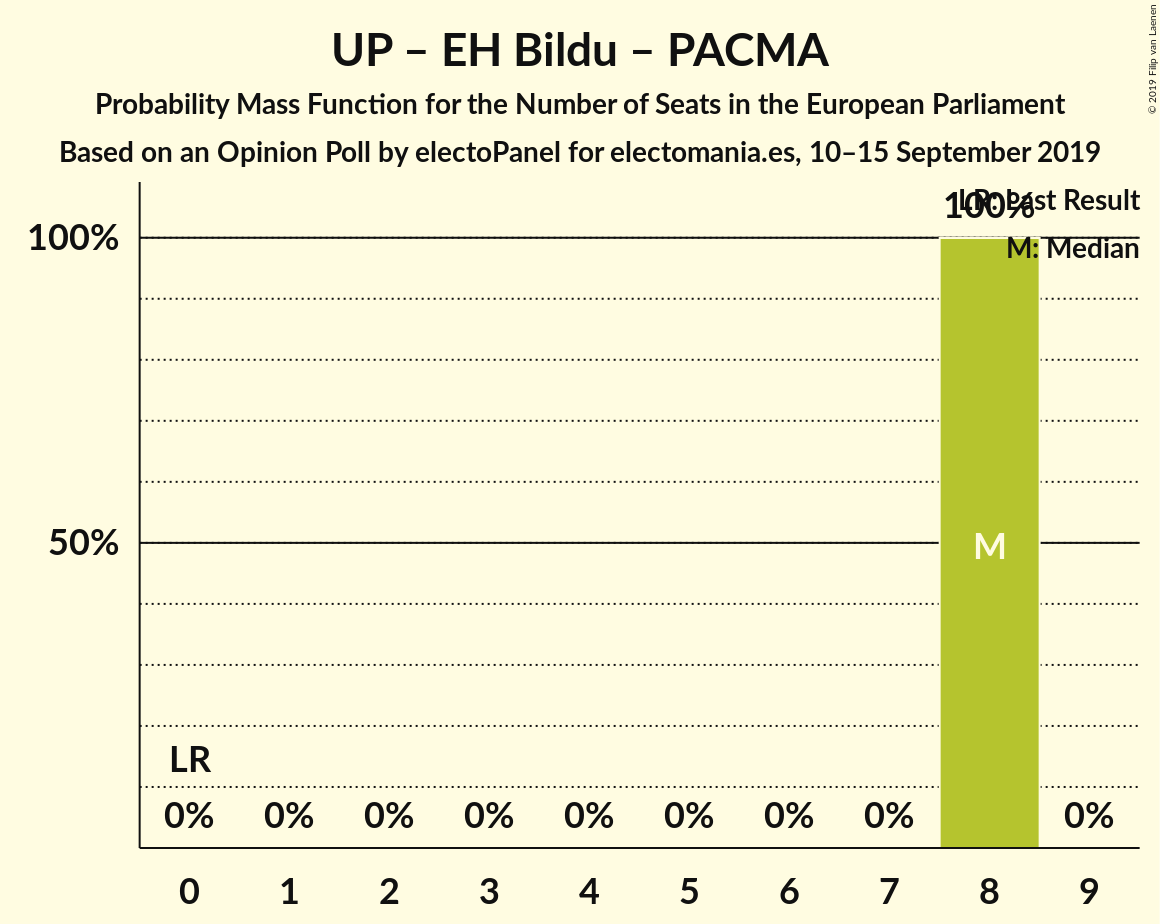 UP – EH Bildu – PACMA
Probability Mass Function for the Number of Seats in the European Parliament
Based on an Opinion Poll by electoPanel for electomania.es, 10–15 September 2019
© 2019 Filip van Laenen
LR: Last Result
M: Median
100%
100%
50%
M
LR
0% 0% 0% 0% 0% 0% 0% 0% 0%
0 1 2 3 4 5 6 7 8 9